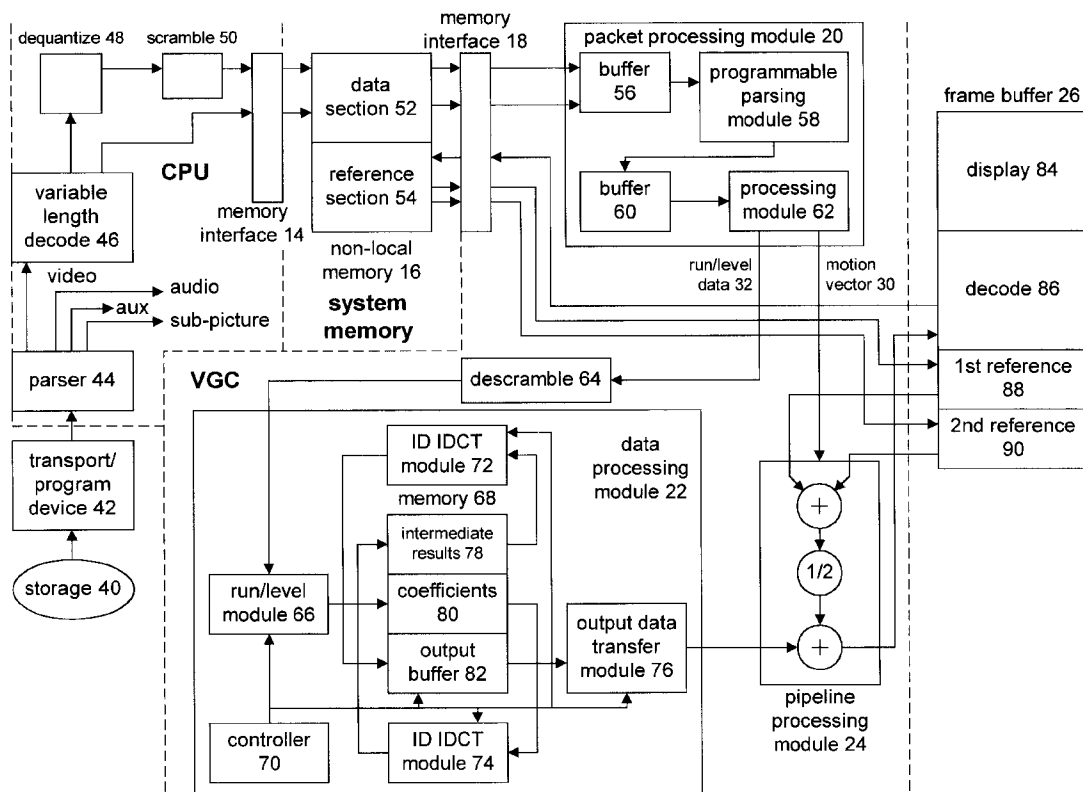 dequantize 48
scramble 50
memory
interface 18
packet processing module 20
buffer
56
programmable
parsing
module 58
data
section 52
frame buffer 26
display 84
CPU
variable
length
decode 46
memory
interface 14
reference
section 54
buffer
60
processing
module 62
non-local
memory 16
system
memory
run/level
data 32
motion
vector 30
decode 86
video
audio
aux
sub-picture
parser 44
VGC
descramble 64
1st reference
88
2nd reference
90
transport/
program
device 42
storage 40
ID IDCT
module 72
data
processing
module 22
memory 68
intermediate
results 78
run/level
module 66
coefficients
80
output
buffer 82
output data
transfer
module 76
+
1/2
+
controller
70
ID IDCT
module 74
pipeline
processing
module 24